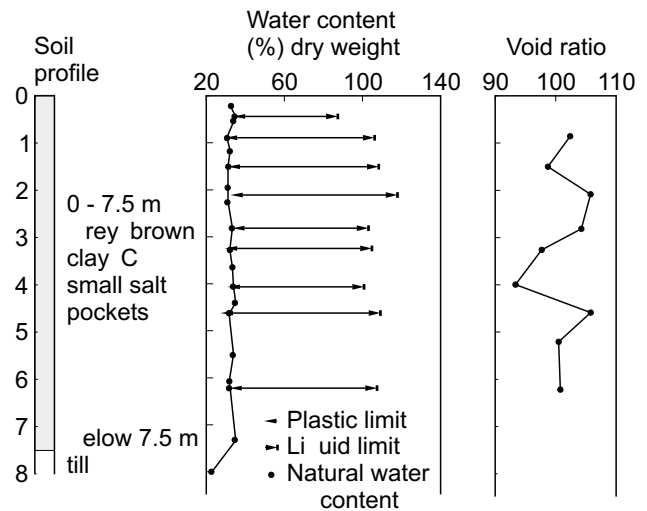 Soil
profile
Water content
(%) dry weight
Void ratio
20 60 100 140
90 100 110
0
1
2
3
4
5
6
7
8
0 - 7.5 m
rey brown
clay C
small salt
pockets
elow 7.5 m
till
Plastic limit
Li uid limit
Natural water
content